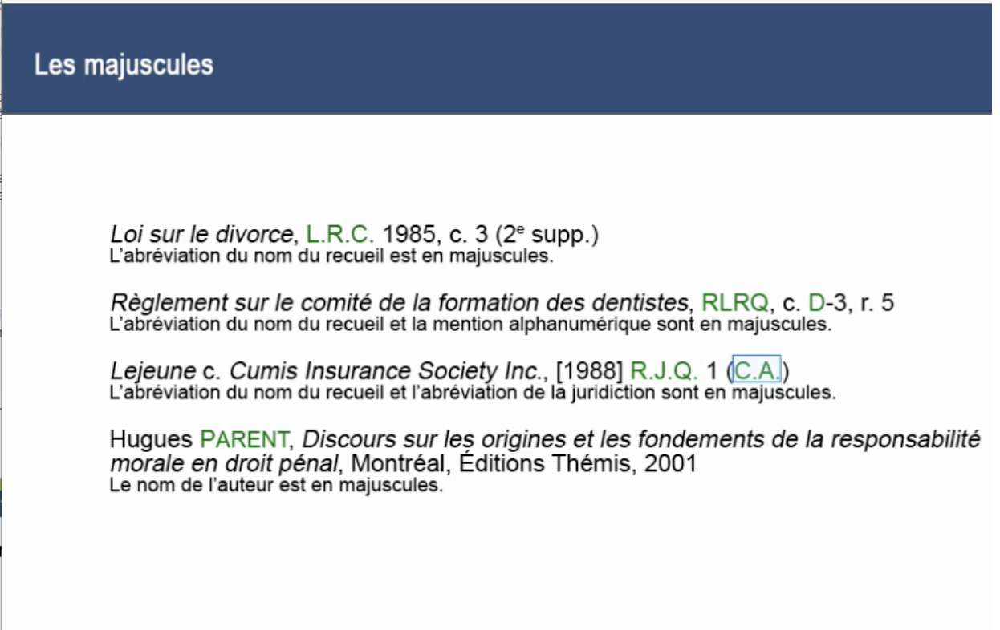 Les majuscules
Loi sur le divorce, L.R.C. 1985, c. 3 (2e supp.)
L'abréviation du nom du recueil est en majuscules.
Règlement sur le comité de la formation des dentistes, RLRQ, c. D-3, r. 5
L'abréviation du nom du recueil et la mention alphanumérique sont en majuscules.
Lejeune c. Cumis Insurance Society Inc., [1988] R.J.Q. 1 (C.A.)
L'abréviation du nom du recueil et l'abréviation de la juridiction sont en majuscules.
Hugues PARENT, Discours sur les origines et les fondements de la responsabilité
morale en droit pénal, Montréal, Éditions Thémis, 2001
Le nom de l'auteur est en majuscules.